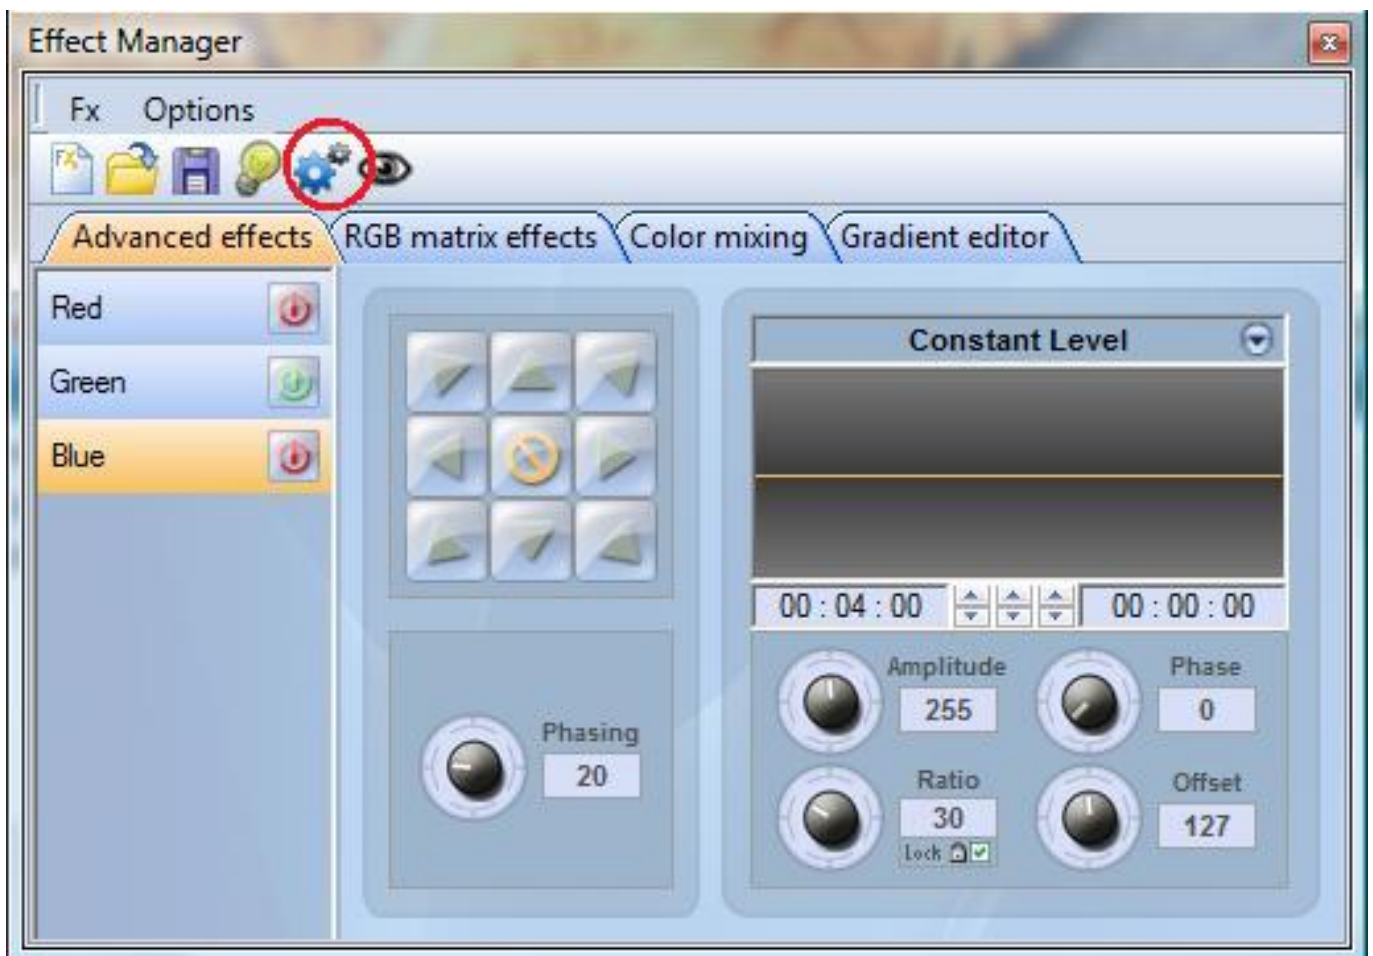 Effect Manager
Fx Options
FX
Advanced effects RGB matrix effects Color mixing Gradient editor
Red
Green
Blue
Constant Level
00 : 04 : 00 00 : 00 : 00
Amplitude Phase
255 0
Phasing
20
Ratio Offset
30 127
Lock